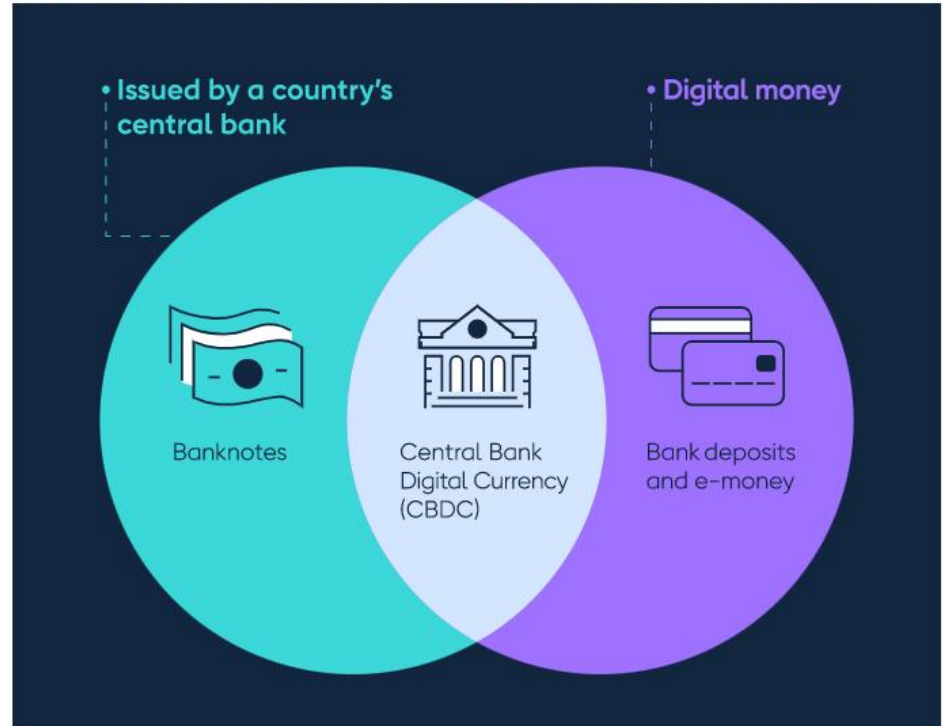 • Issued by a country's
central bank
• Digital money
Banknotes
Central Bank
Digital Currency
(CBDC)
Bank deposits
and e-money